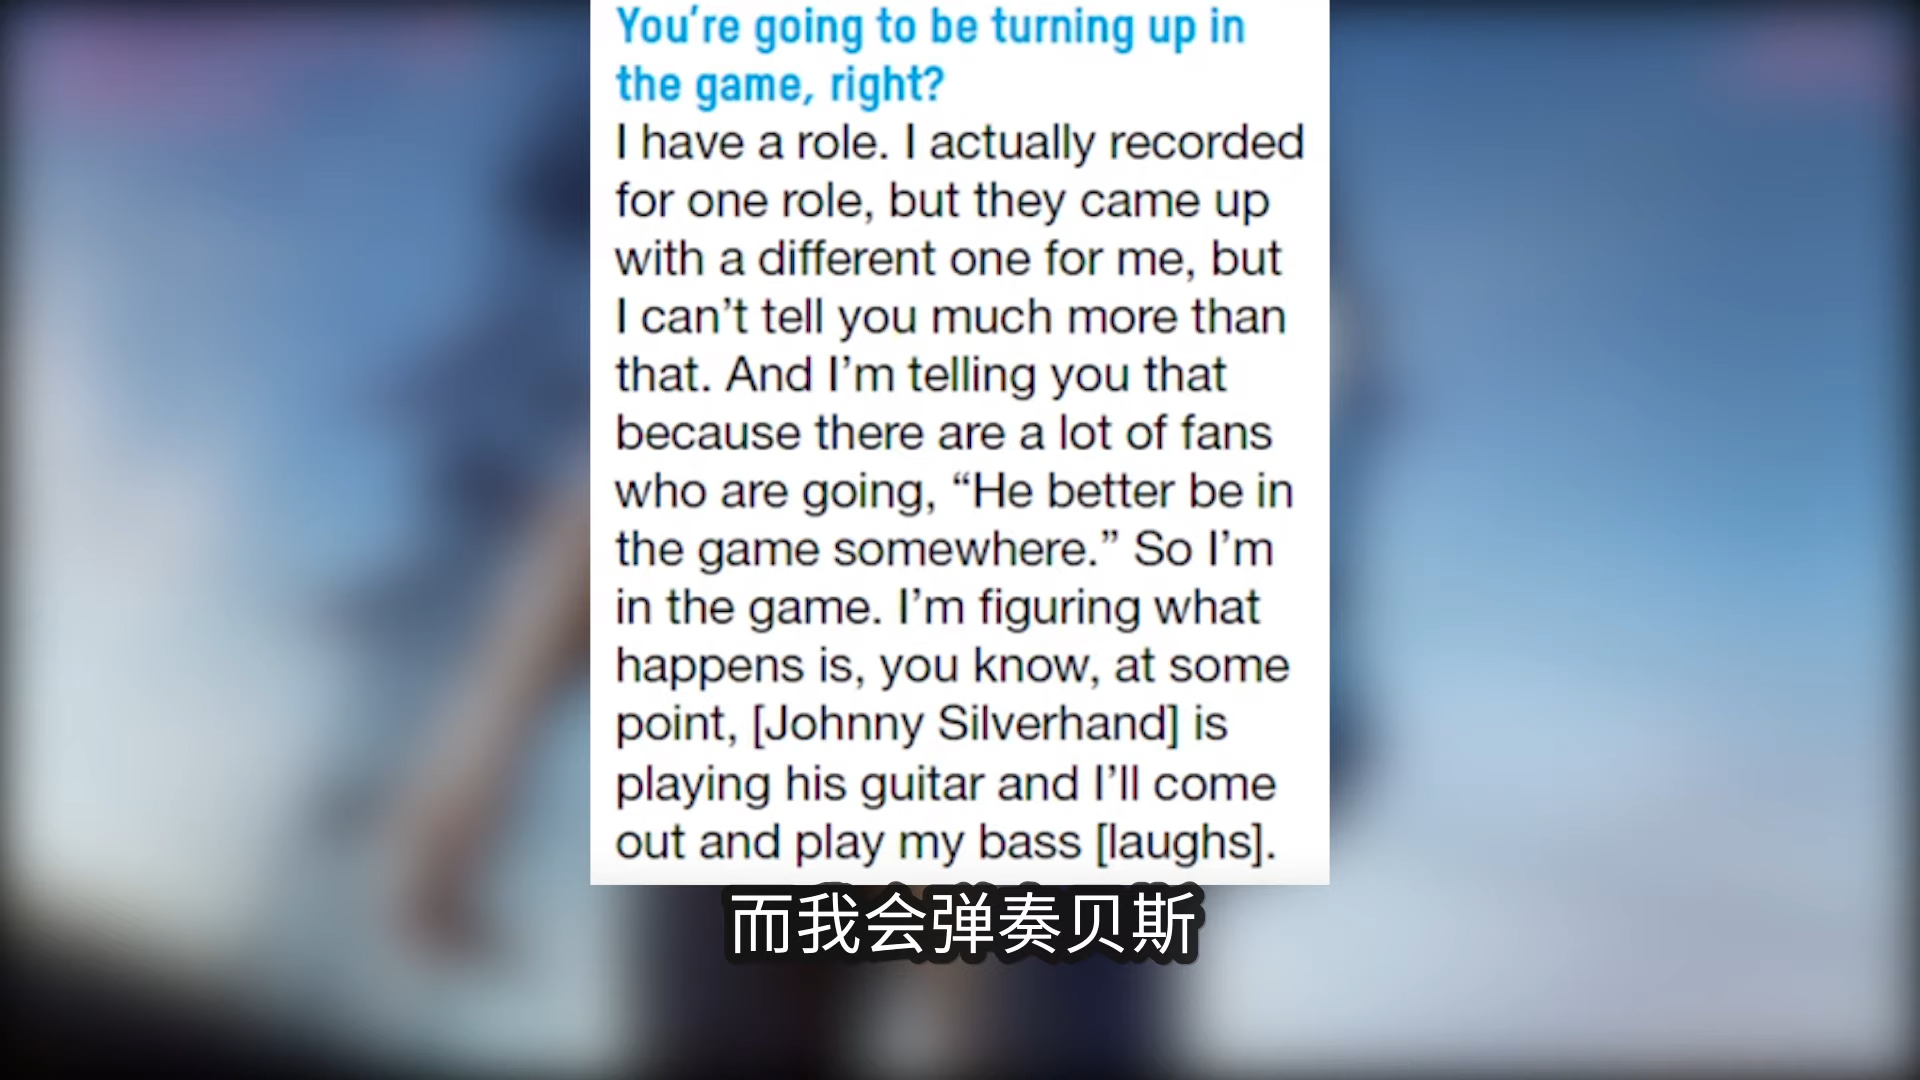 You're going to be turning up in
the game, right?
I have a role. I actually recorded
for one role, but they came up
with a different one for me, but
I can't tell you much more than
that. And I'm telling you that
because there are a lot of fans
who are going, “He better be in
the game somewhere.” So I'm
in the game. I'm figuring what
happens is, you know, at some
point, [Johnny Silverhand] is
playing his guitar and I'll come
out and play my bass [laughs].
而我会弹奏贝斯